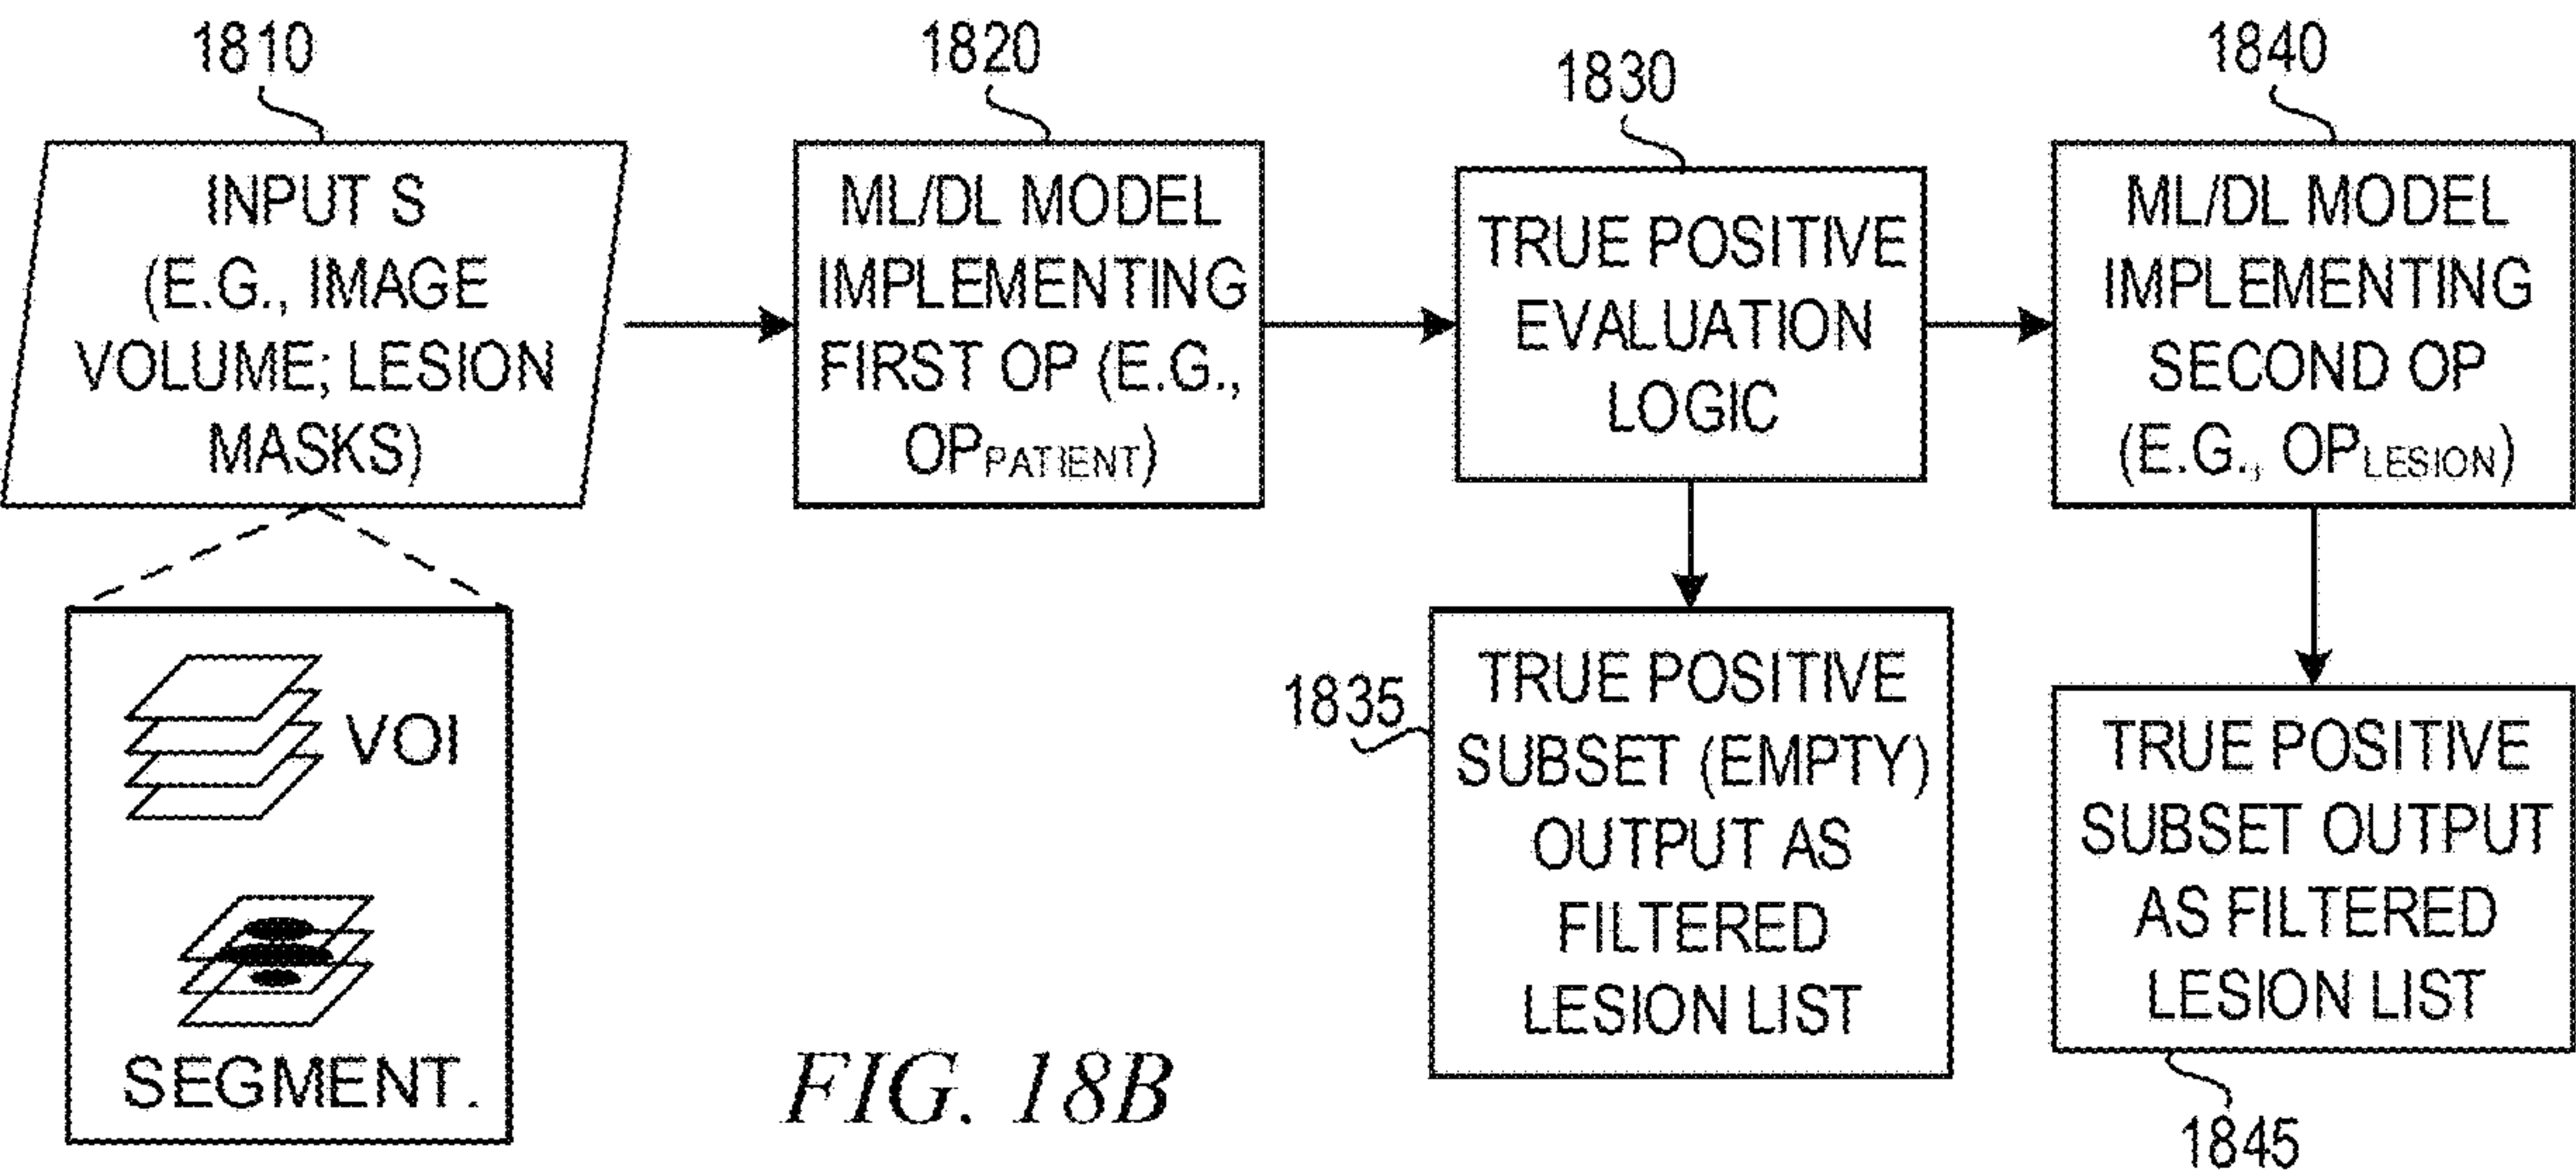 1810
INPUT S
(E.G., IMAGE
VOLUME; LESION
MASKS)
VOI
SEGMENT.
1820
ML/DL MODEL
IMPLEMENTING
FIRST OP (E.G.,
OPPATIENT)
1830
TRUE POSITIVE
EVALUATION
LOGIC
1835
TRUE POSITIVE
SUBSET (EMPTY)
OUTPUT AS
FILTERED
LESION LIST
1840
ML/DL MODEL
IMPLEMENTING
SECOND OP
(E.G., OPLESION)
TRUE POSITIVE
SUBSET OUTPUT
AS FILTERED
LESION LIST
1845
FIG. 18B